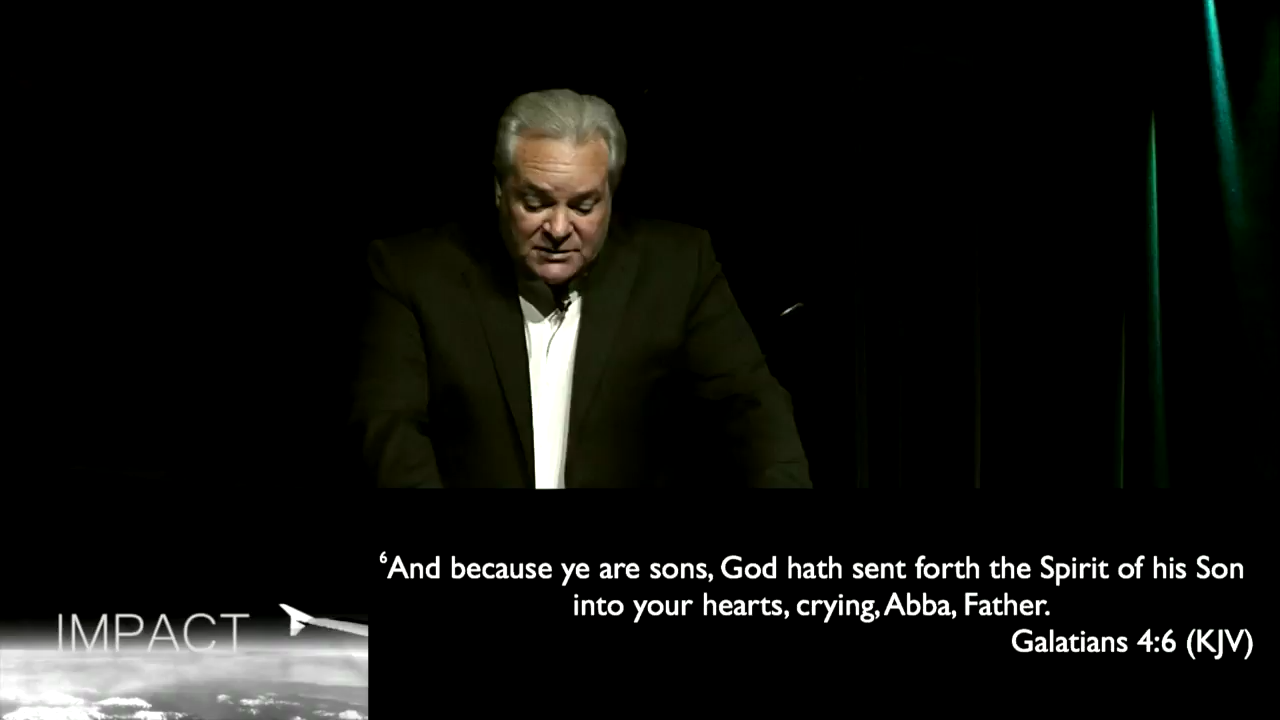 ⁶And because ye are sons, God hath sent forth the Spirit of his Son
into your hearts, crying, Abba, Father.
Galatians 4:6 (KJV)
IMPACT